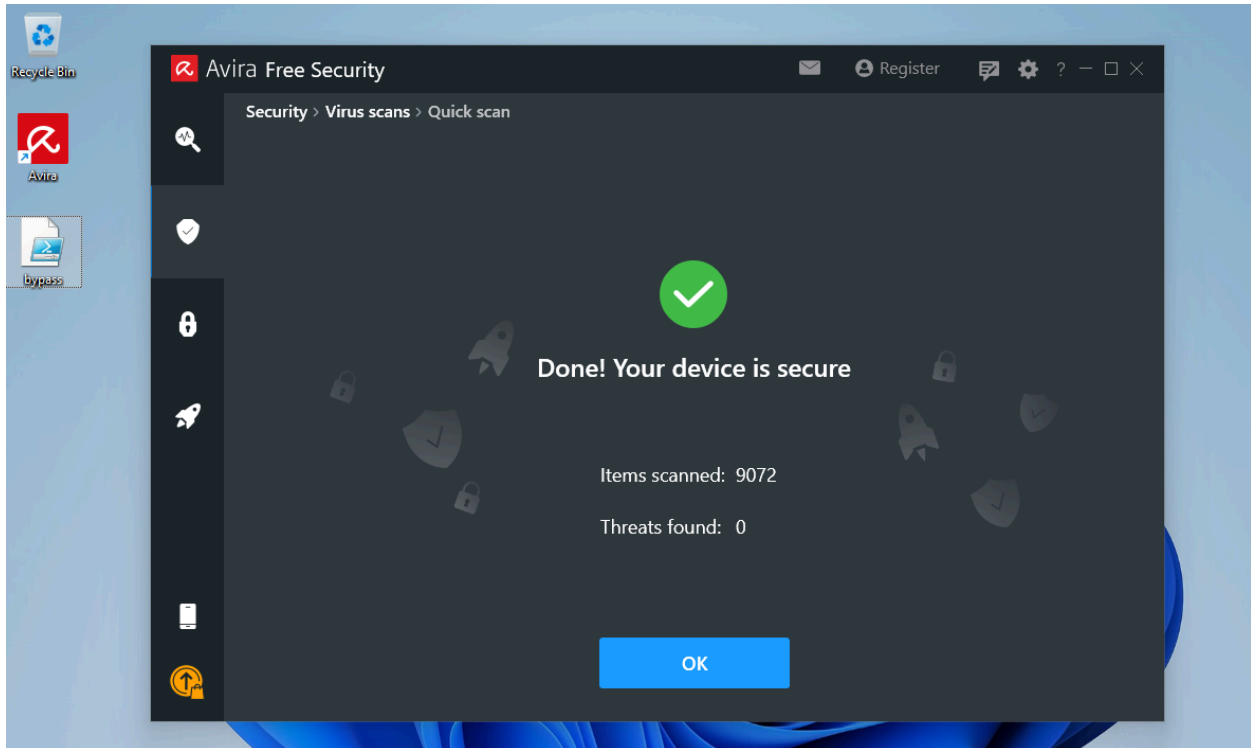 Recycle Bin
Avira
bypass
Avira Free Security
Register
?
Security > Virus scans > Quick scan
Done! Your device is secure
Items scanned: 9072
Threats found: 0
OK